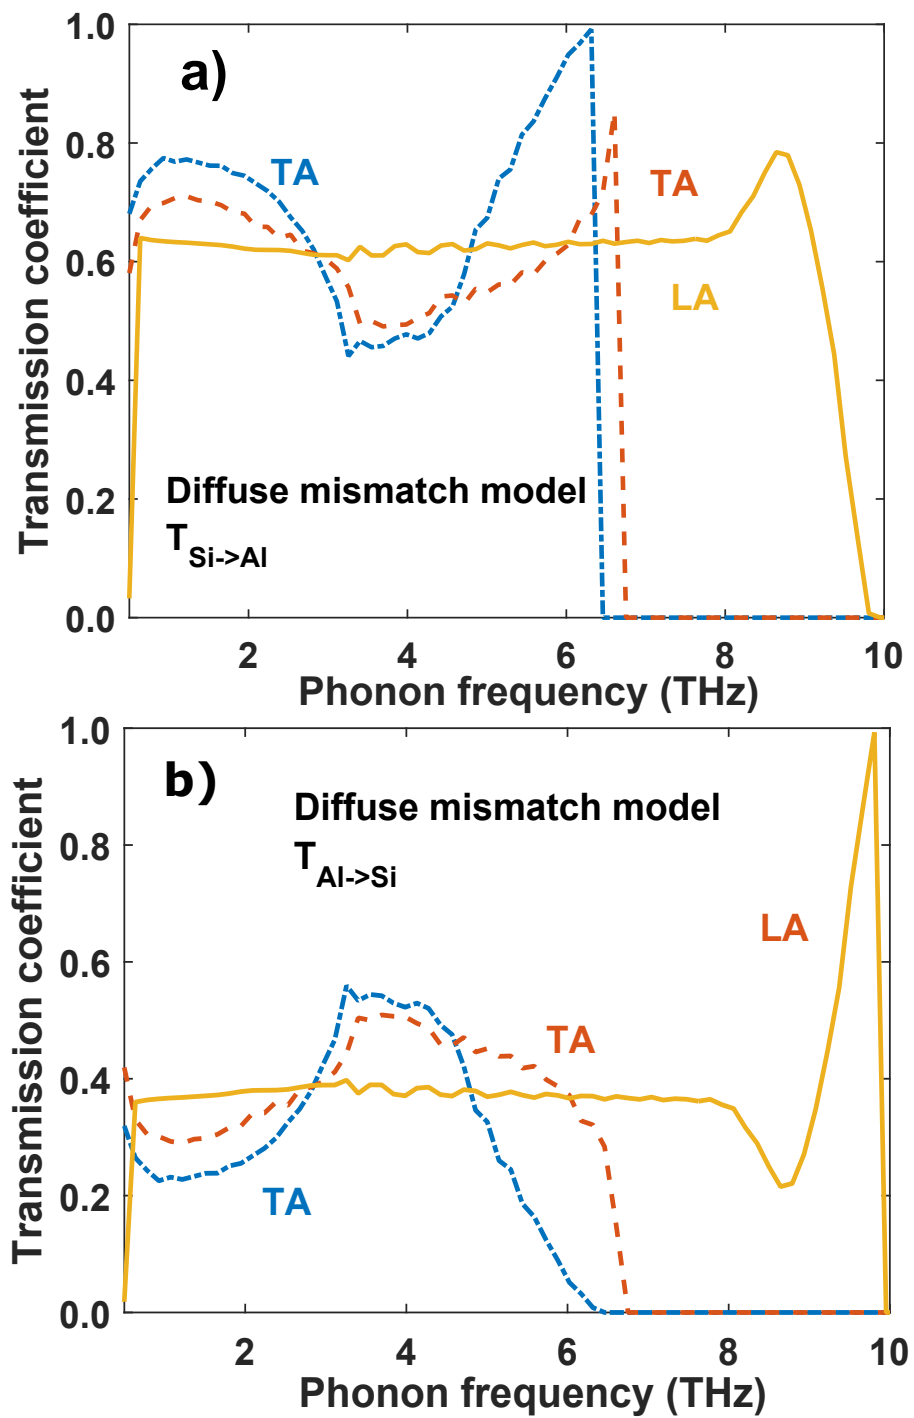 a)
1.0
0.8
0.6
0.4
0.2
0.0
Transmission coefficient
TA
TA
LA
Diffuse mismatch model
T Si->Al
2
4
6
8
10
Phonon frequency (THz)
b)
1.0
0.8
0.6
0.4
0.2
0.0
Transmission coefficient
Diffuse mismatch model
T Al->Si
LA
TA
TA
2
4
6
8
10
Phonon frequency (THz)